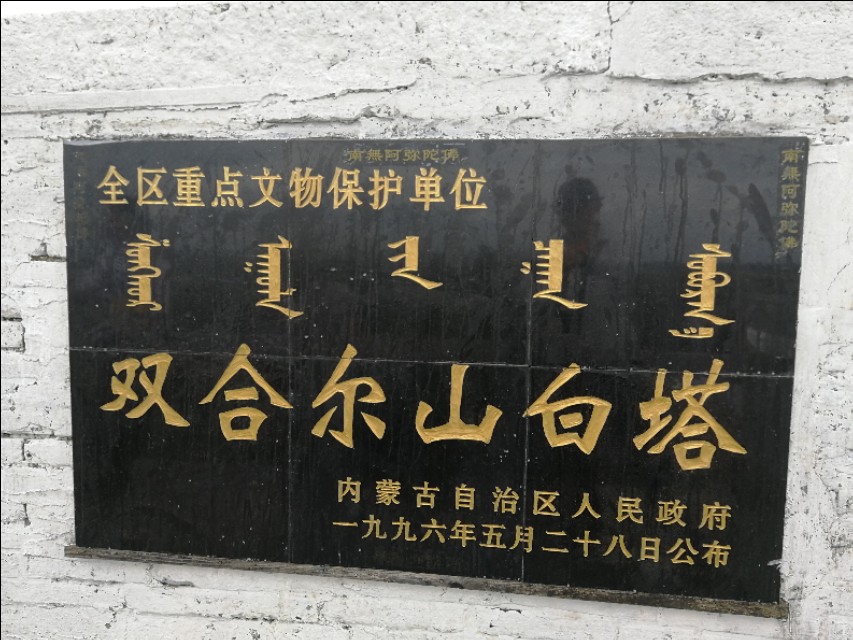 南無阿弥陀佛
南無阿弥陀佛
全区重点文物保护单位
双合尔山白塔
内蒙古自治区人民政府
一九九六年五月二十八日公布